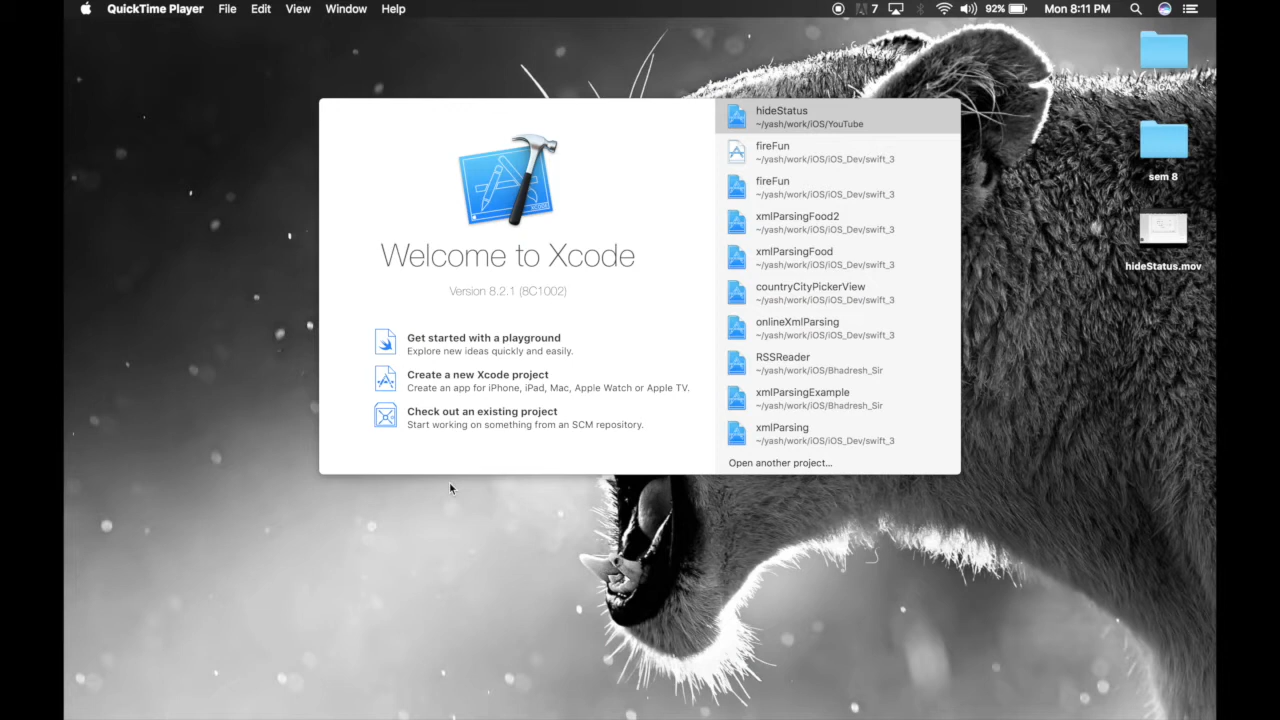 QuickTime Player File Edit View Window Help 7 92% Mon 8:11 PM
Welcome to Xcode
Version 8.2.1 (8C1002)
Get started with a playground
Explore new ideas quickly and easily.
Create a new Xcode project
Create an app for iPhone, iPad, Mac, Apple Watch or Apple TV.
Check out an existing project
Start working on something from an SCM repository.
hideStatus
~/yash/work/iOS/YouTube
fireFun
~/yash/work/iOS/iOS_Dev/swift_3
fireFun
~/yash/work/iOS/iOS_Dev/swift_3
xmlParsingFood2
~/yash/work/iOS/iOS_Dev/swift_3
xmlParsingFood
~/yash/work/iOS/iOS_Dev/swift_3
countryCityPickerView
~/yash/work/iOS/iOS_Dev/swift_3
onlineXmlParsing
~/yash/work/iOS/iOS_Dev/swift_3
RSSReader
~/yash/work/iOS/Bhadresh_Sir
xmlParsingExample
~/yash/work/iOS/Bhadresh_Sir
xmlParsing
~/yash/work/iOS/iOS_Dev/swift_3
Open another project...
sem 8
hideStatus.mov